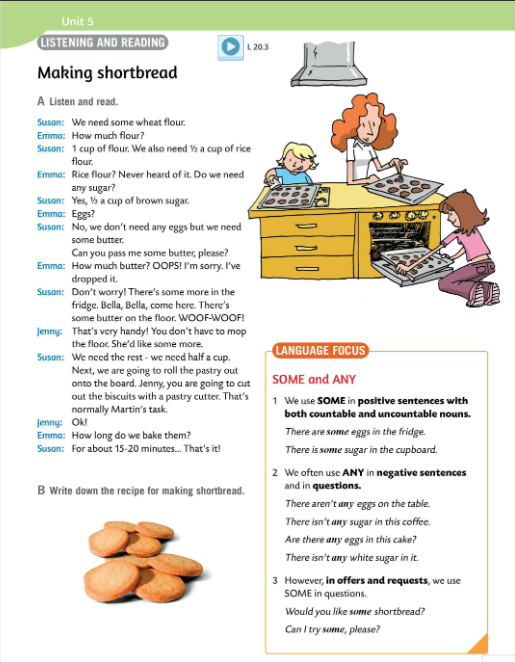 Unit 5
LISTENING AND READING
L 20.3
Making shortbread
A Listen and read.
Susan: We need some wheat flour.
Emma: How much flour?
Susan: 1 cup of flour. We also need ½ a cup of rice
flour.
Emma: Rice flour? Never heard of it. Do we need
any sugar?
Susan: Yes, ½ a cup of brown sugar.
Emma: Eggs?
Susan: No, we don't need any eggs but we need
some butter.
Can you pass me some butter, please?
Emma: How much butter? OOPS! I'm sorry. I've
dropped it.
Susan: Don't worry! There's some more in the
fridge. Bella, Bella, come here. There's
some butter on the floor. WOOF-WOOF!
Jenny: That's very handy! You don't have to mop
the floor. She'd like some more.
Susan: We need the rest - we need half a cup.
Next, we are going to roll the pastry out
onto the board. Jenny, you are going to cut
out the biscuits with a pastry cutter. That's
normally Martin's task.
Jenny: Ok!
Emma: How long do we bake them?
Susan: For about 15-20 minutes... That's it!
B Write down the recipe for making shortbread.
LANGUAGE FOCUS
SOME and ANY
1 We use SOME in positive sentences with
both countable and uncountable nouns.
There are some eggs in the fridge.
There is some sugar in the cupboard.
2 We often use ANY in negative sentences
and in questions.
There aren't any eggs on the table.
There isn't any sugar in this coffee.
Are there any eggs in this cake?
There isn't any white sugar in it.
3 However, in offers and requests, we use
SOME in questions.
Would you like some shortbread?
Can I try some, please?